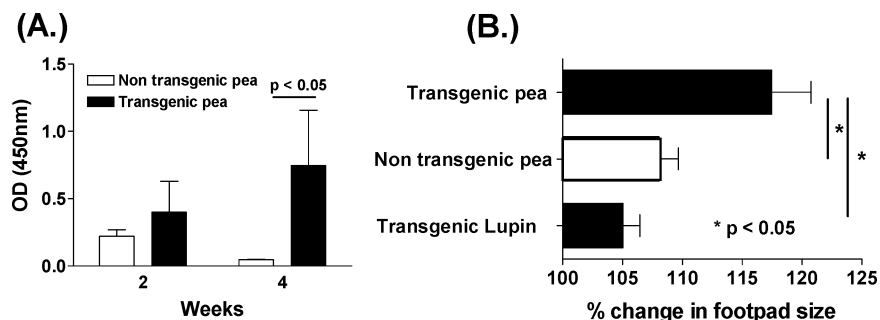 (A.)
OD (450nm)
1.5
1.0
0.5
0.0
Non transgenic pea
Transgenic pea
p < 0.05
2
4
Weeks
(B.)
Transgenic pea
Non transgenic pea
Transgenic Lupin
*
*
* p < 0.05
100
105
110
115
120
125
% change in footpad size